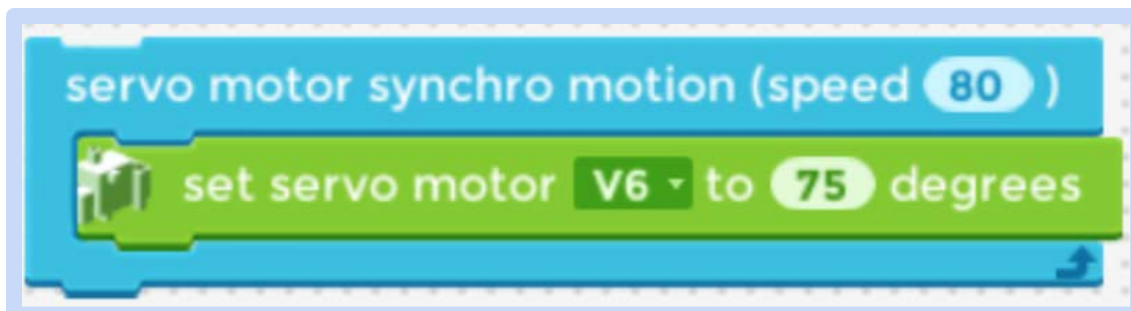 servo motor synchro motion (speed 80 )
set servo motor V6 to 75 degrees